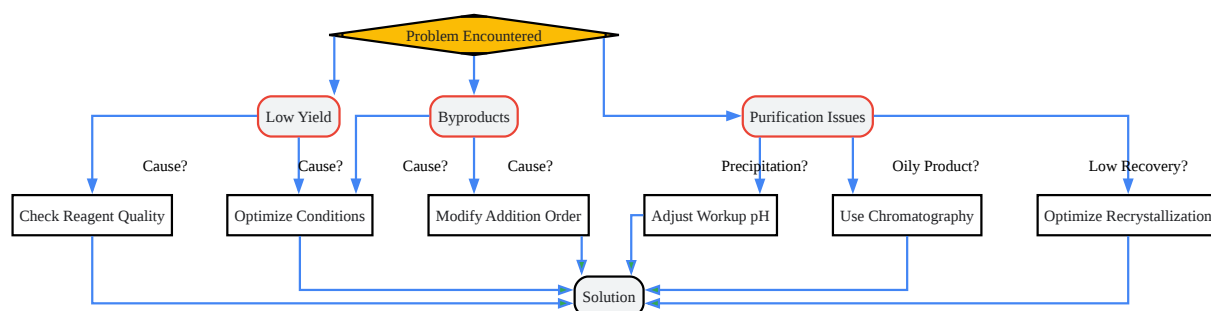 Problem Encountered
Low Yield
Byproducts
Purification Issues
Cause?
Cause?
Cause?
Cause?
Precipitation?
Oily Product?
Low Recovery?
Check Reagent Quality
Optimize Conditions
Modify Addition Order
Adjust Workup pH
Use Chromatography
Optimize Recrystallization
Solution